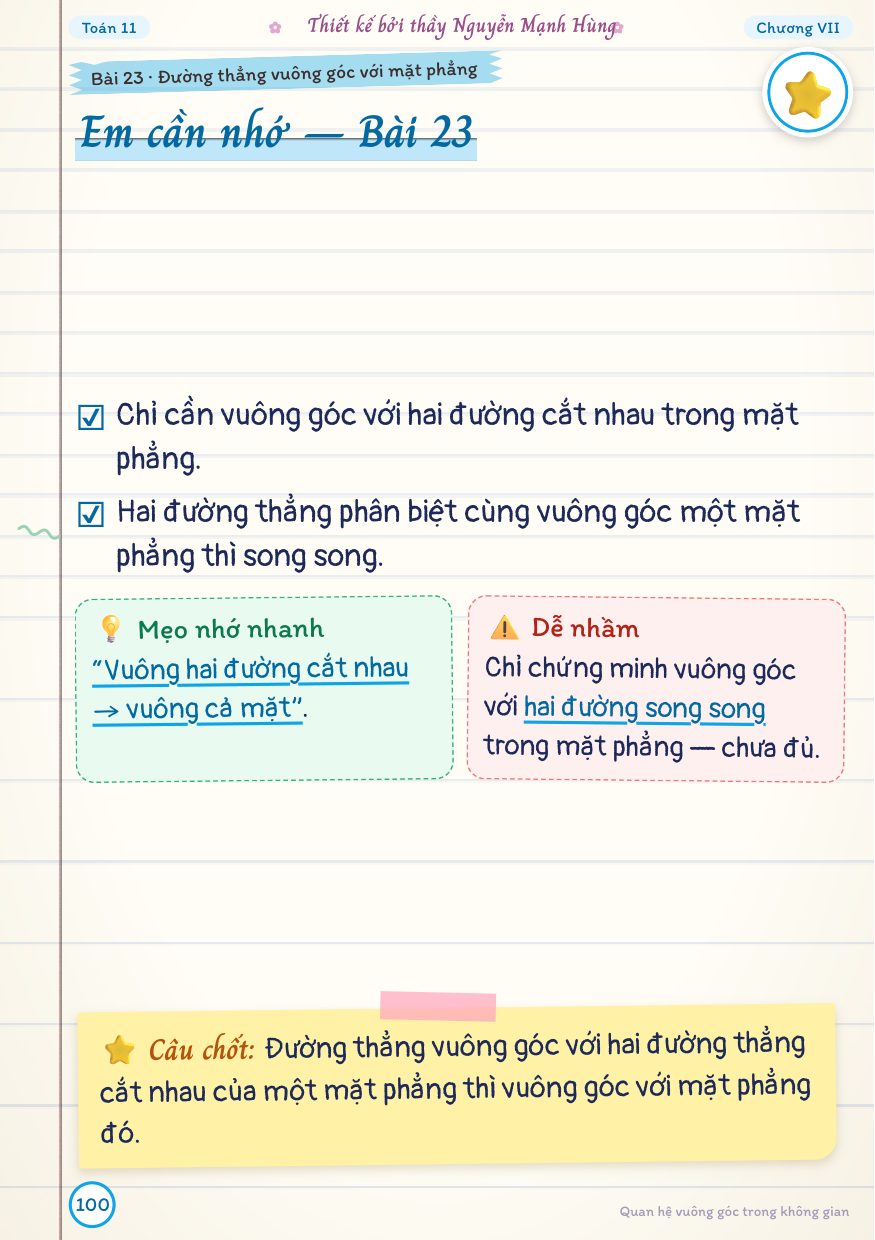 Toán 11
Thiết kế bởi thầy Nguyễn Mạnh Hùng
Chương VII
Bài 23 · Đường thẳng vuông góc với mặt phẳng
Em cần nhớ — Bài 23
☑ Chỉ cần vuông góc với hai đường cắt nhau trong mặt
phẳng.
☑ Hai đường thẳng phân biệt cùng vuông góc một mặt
phẳng thì song song.
Mẹo nhớ nhanh
“Vuông hai đường cắt nhau
→ vuông cả mặt”.
Dễ nhầm
Chỉ chứng minh vuông góc
với hai đường song song
trong mặt phẳng — chưa đủ.
Câu chốt: Đường thẳng vuông góc với hai đường thẳng
cắt nhau của một mặt phẳng thì vuông góc với mặt phẳng
đó.
100
Quan hệ vuông góc trong không gian